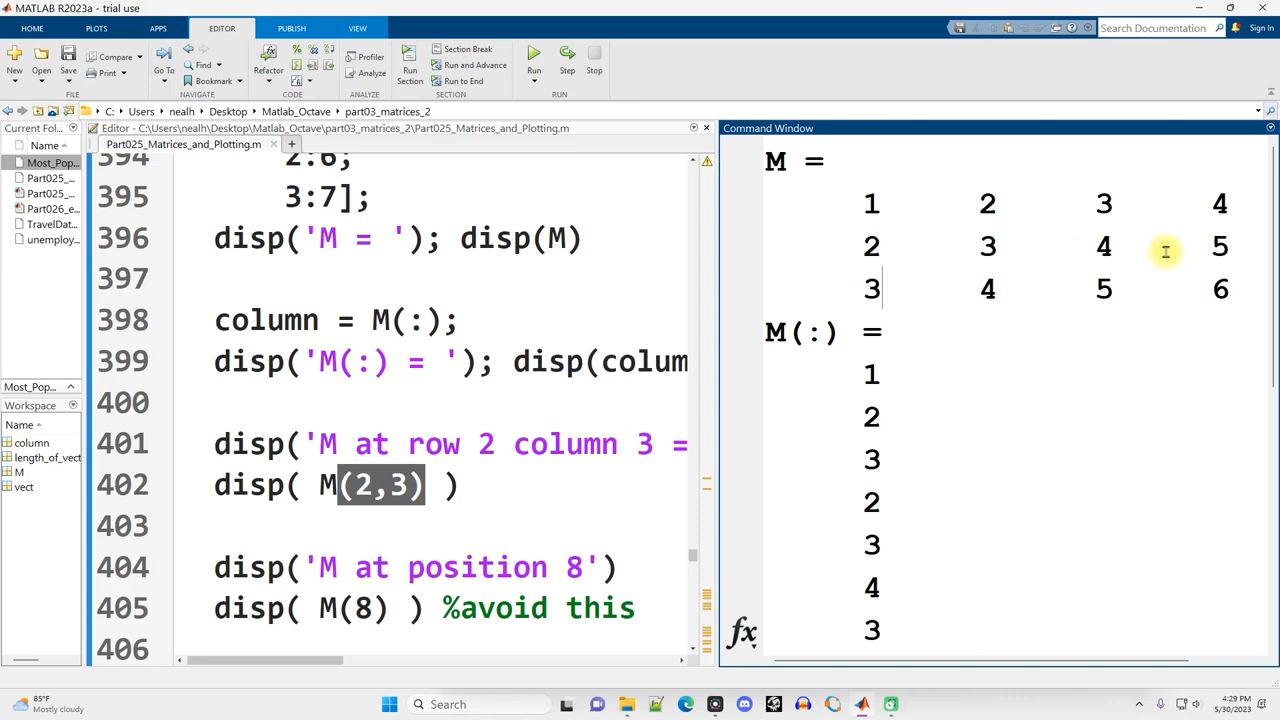 MATLAB R2023a - trial use
HOME PLOTS APPS EDITOR PUBLISH VIEW
Search Documentation
Sign In
New Open Save Compare Print
Go To Find Bookmark
Refactor
Profiler Analyze
Run Section
Section Break
Run and Advance
Run to End
Run Step Stop
FILE NAVIGATE CODE ANALYZE SECTION RUN
C: Users nealh Desktop Matlab_Octave part03_matrices_2
Current Fol...
Name
Most_Pop...
Part025_...
Part025_...
Part026_e...
TravelDat...
unemploy...
Most_Pop...
Workspace
Name
column
length_of_vect
M
vect
Editor - C:\Users\nealh\Desktop\Matlab_Octave\part03_matrices_2\Part025_Matrices_and_Plotting.m
Part025_Matrices_and_Plotting.m
394 2:6;
395 3:7];
396 disp('M = '); disp(M)
397
398 column = M(:);
399 disp('M(:) = '); disp(colum
400
401 disp('M at row 2 column 3 =
402 disp( M(2,3) )
403
404 disp('M at position 8')
405 disp( M(8) ) %avoid this
406
Command Window
M =
1 2 3 4
2 3 4 5
3 4 5 6
M(:) =
1
2
3
2
3
4
3
fx
85°F
Mostly cloudy
Search
4:29 PM
5/30/2023